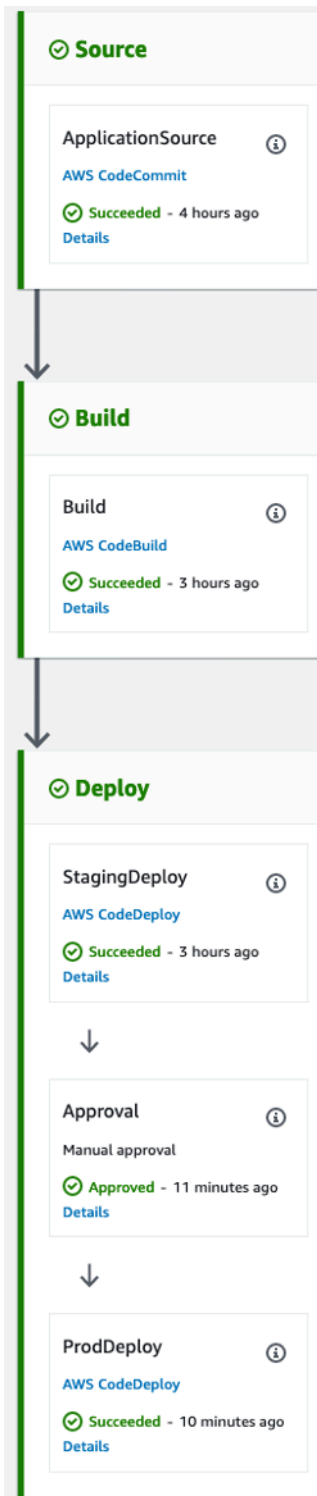 Source
ApplicationSource
AWS CodeCommit
Succeeded - 4 hours ago
Details
Build
Build
AWS CodeBuild
Succeeded - 3 hours ago
Details
Deploy
StagingDeploy
AWS CodeDeploy
Succeeded - 3 hours ago
Details
Approval
Manual approval
Approved - 11 minutes ago
Details
ProdDeploy
AWS CodeDeploy
Succeeded - 10 minutes ago
Details